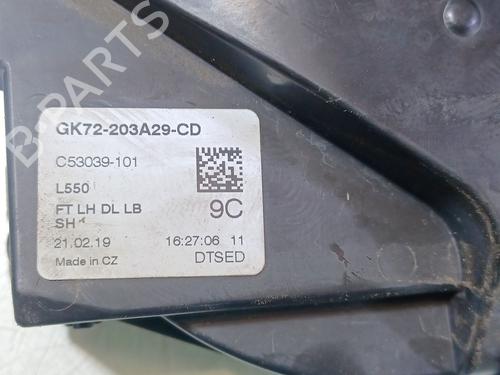 GK72-203A29-CD
C53039-101
L550
FT LH DL LB
9C
SH
21.02.19 16:27:06 11
Made in CZ DTSED
B-PARTS